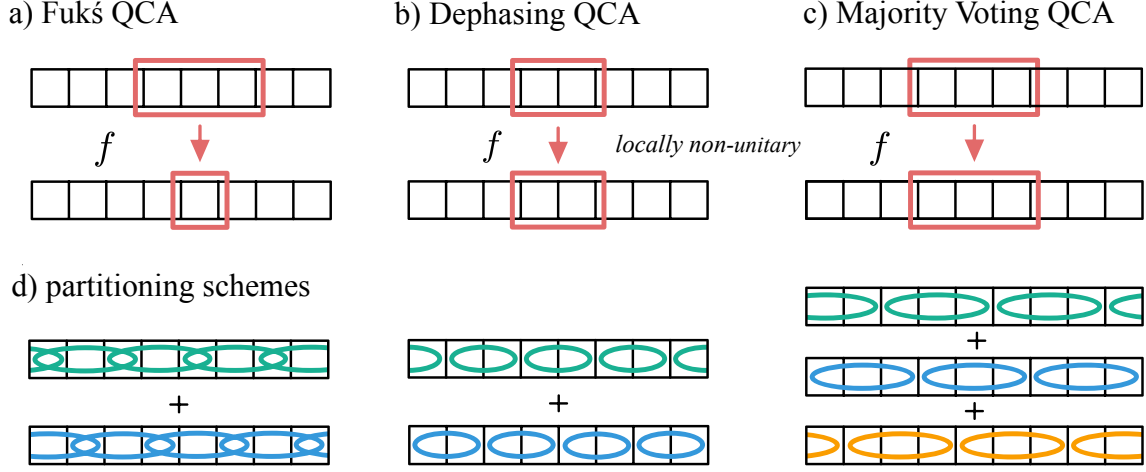 a) Fukś QCA
b) Dephasing QCA
c) Majority Voting QCA
f
f
locally non-unitary
f
d) partitioning schemes
+
+
+
+